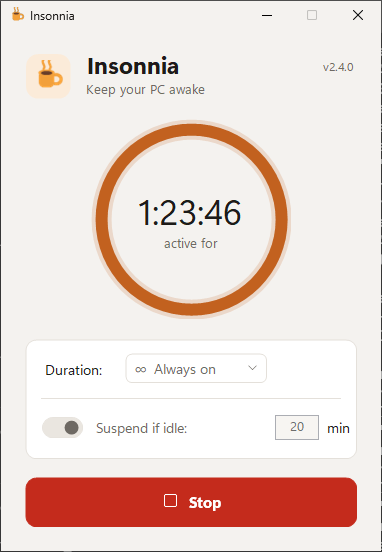 Insonnia
Insonnia
v2.4.0
Keep your PC awake
1:23:46
active for
Duration:
∞ Always on
Suspend if idle:
20 min
Stop